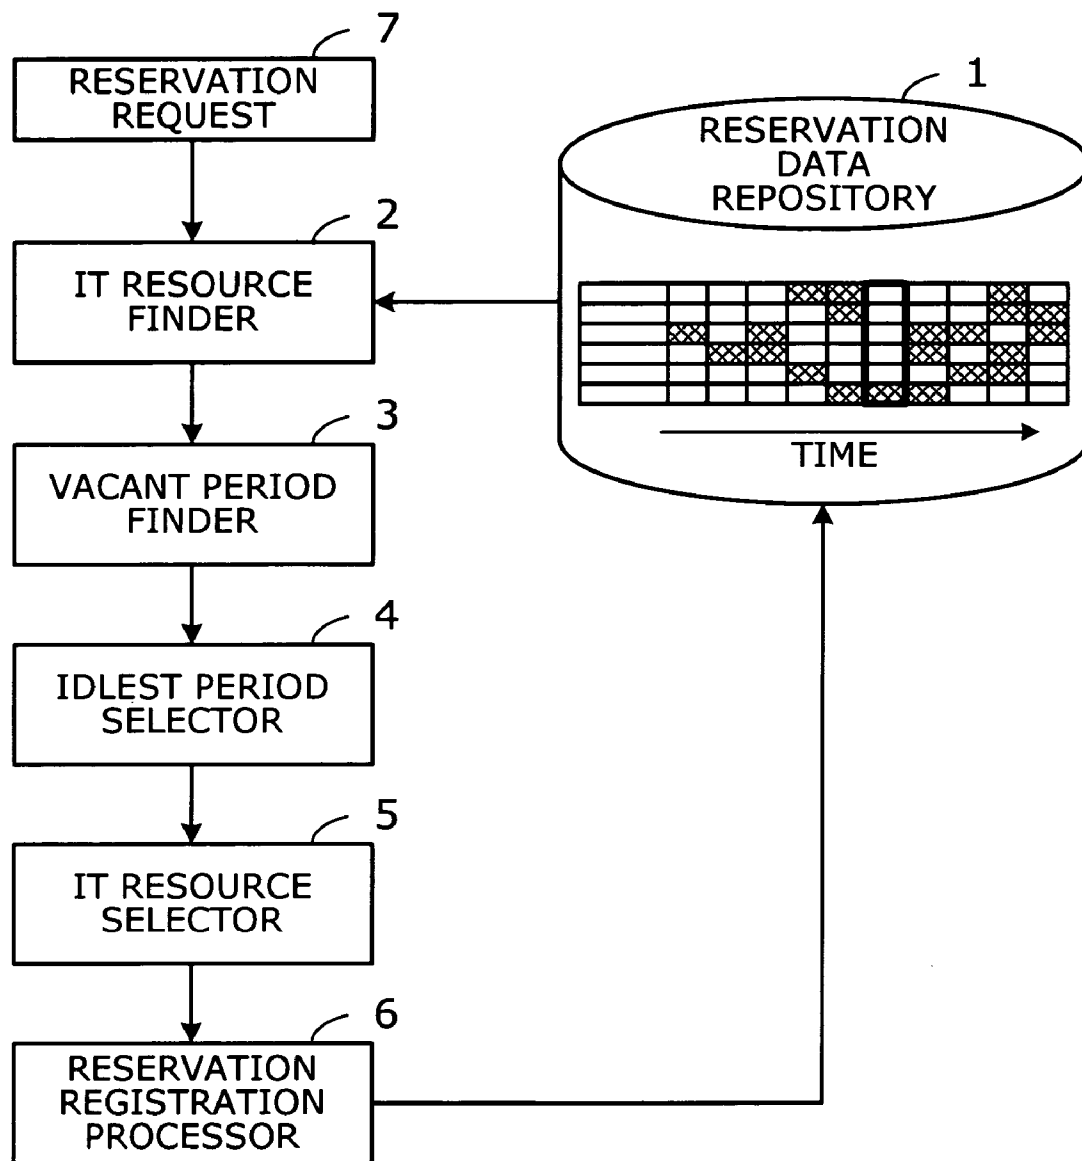 7
RESERVATION
REQUEST
1
RESERVATION
DATA
REPOSITORY
2
IT RESOURCE
FINDER
TIME
3
VACANT PERIOD
FINDER
4
IDLEST PERIOD
SELECTOR
5
IT RESOURCE
SELECTOR
6
RESERVATION
REGISTRATION
PROCESSOR